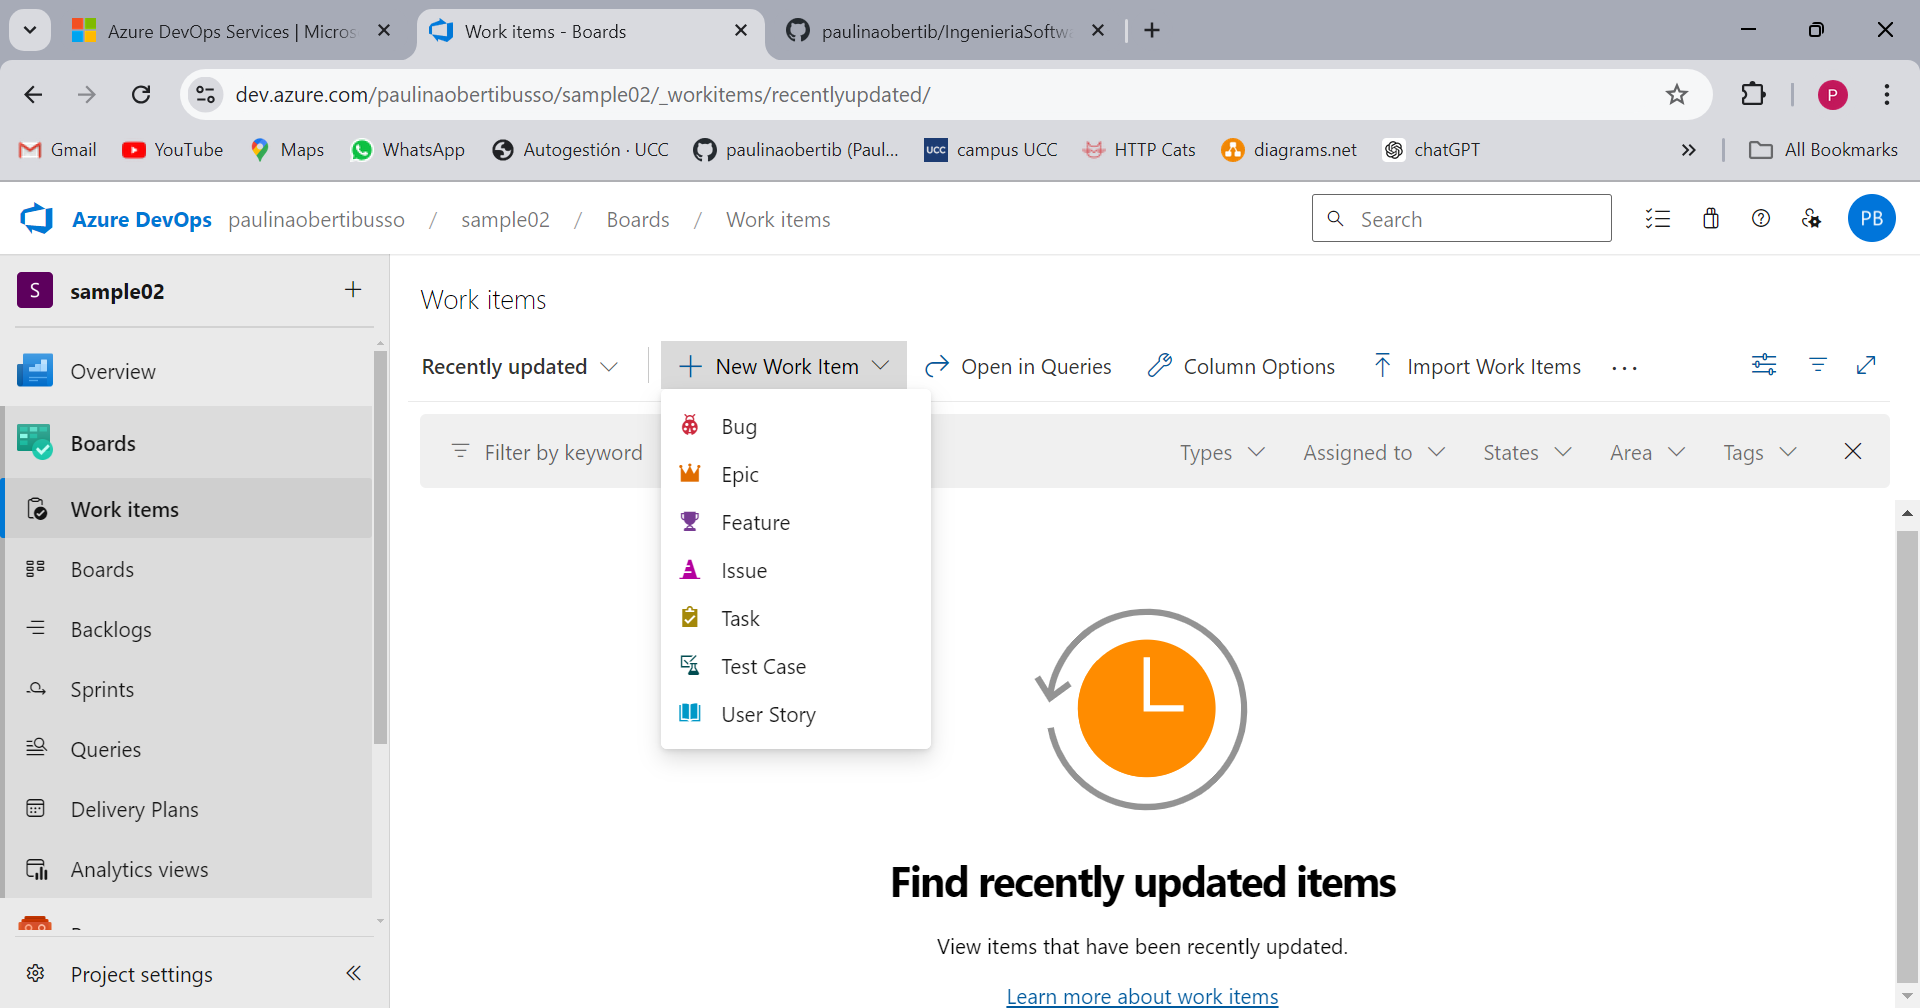 Azure DevOps Services | Micros
Work items - Boards
paulinaobertib/IngenieriaSoftw
dev.azure.com/paulinaobertibusso/sample02/_workitems/recentlyupdated/
P
Gmail
YouTube
Maps
WhatsApp
Autogestión · UCC
paulinaobertib (Paul...
UCC
campus UCC
HTTP Cats
diagrams.net
chatGPT
All Bookmarks
Azure DevOps
paulinaobertibusso / sample02 / Boards / Work items
Search
PB
S
sample02
Overview
Boards
Work items
Boards
Backlogs
Sprints
Queries
Delivery Plans
Analytics views
Project settings
Work items
Recently updated
New Work Item
Open in Queries
Column Options
Import Work Items
Filter by keyword
Types
Assigned to
States
Area
Tags
Bug
Epic
Feature
Issue
Task
Test Case
User Story
Find recently updated items
View items that have been recently updated.
Learn more about work items